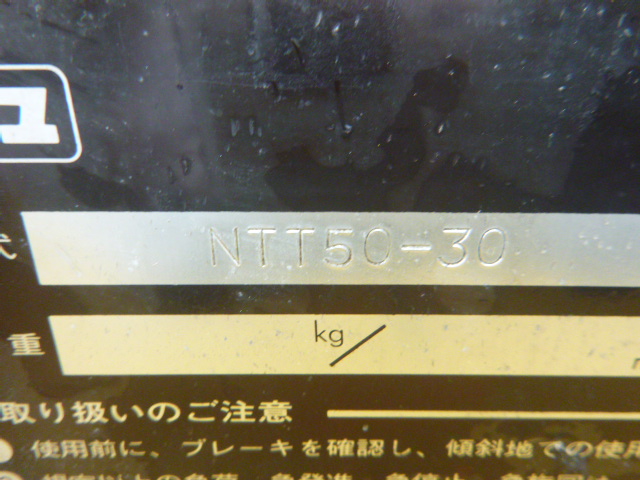 ユ
式 NTT50-30
重 kg/
取り扱いのご注意
使用前に、ブレーキを確認し、傾斜地での使用